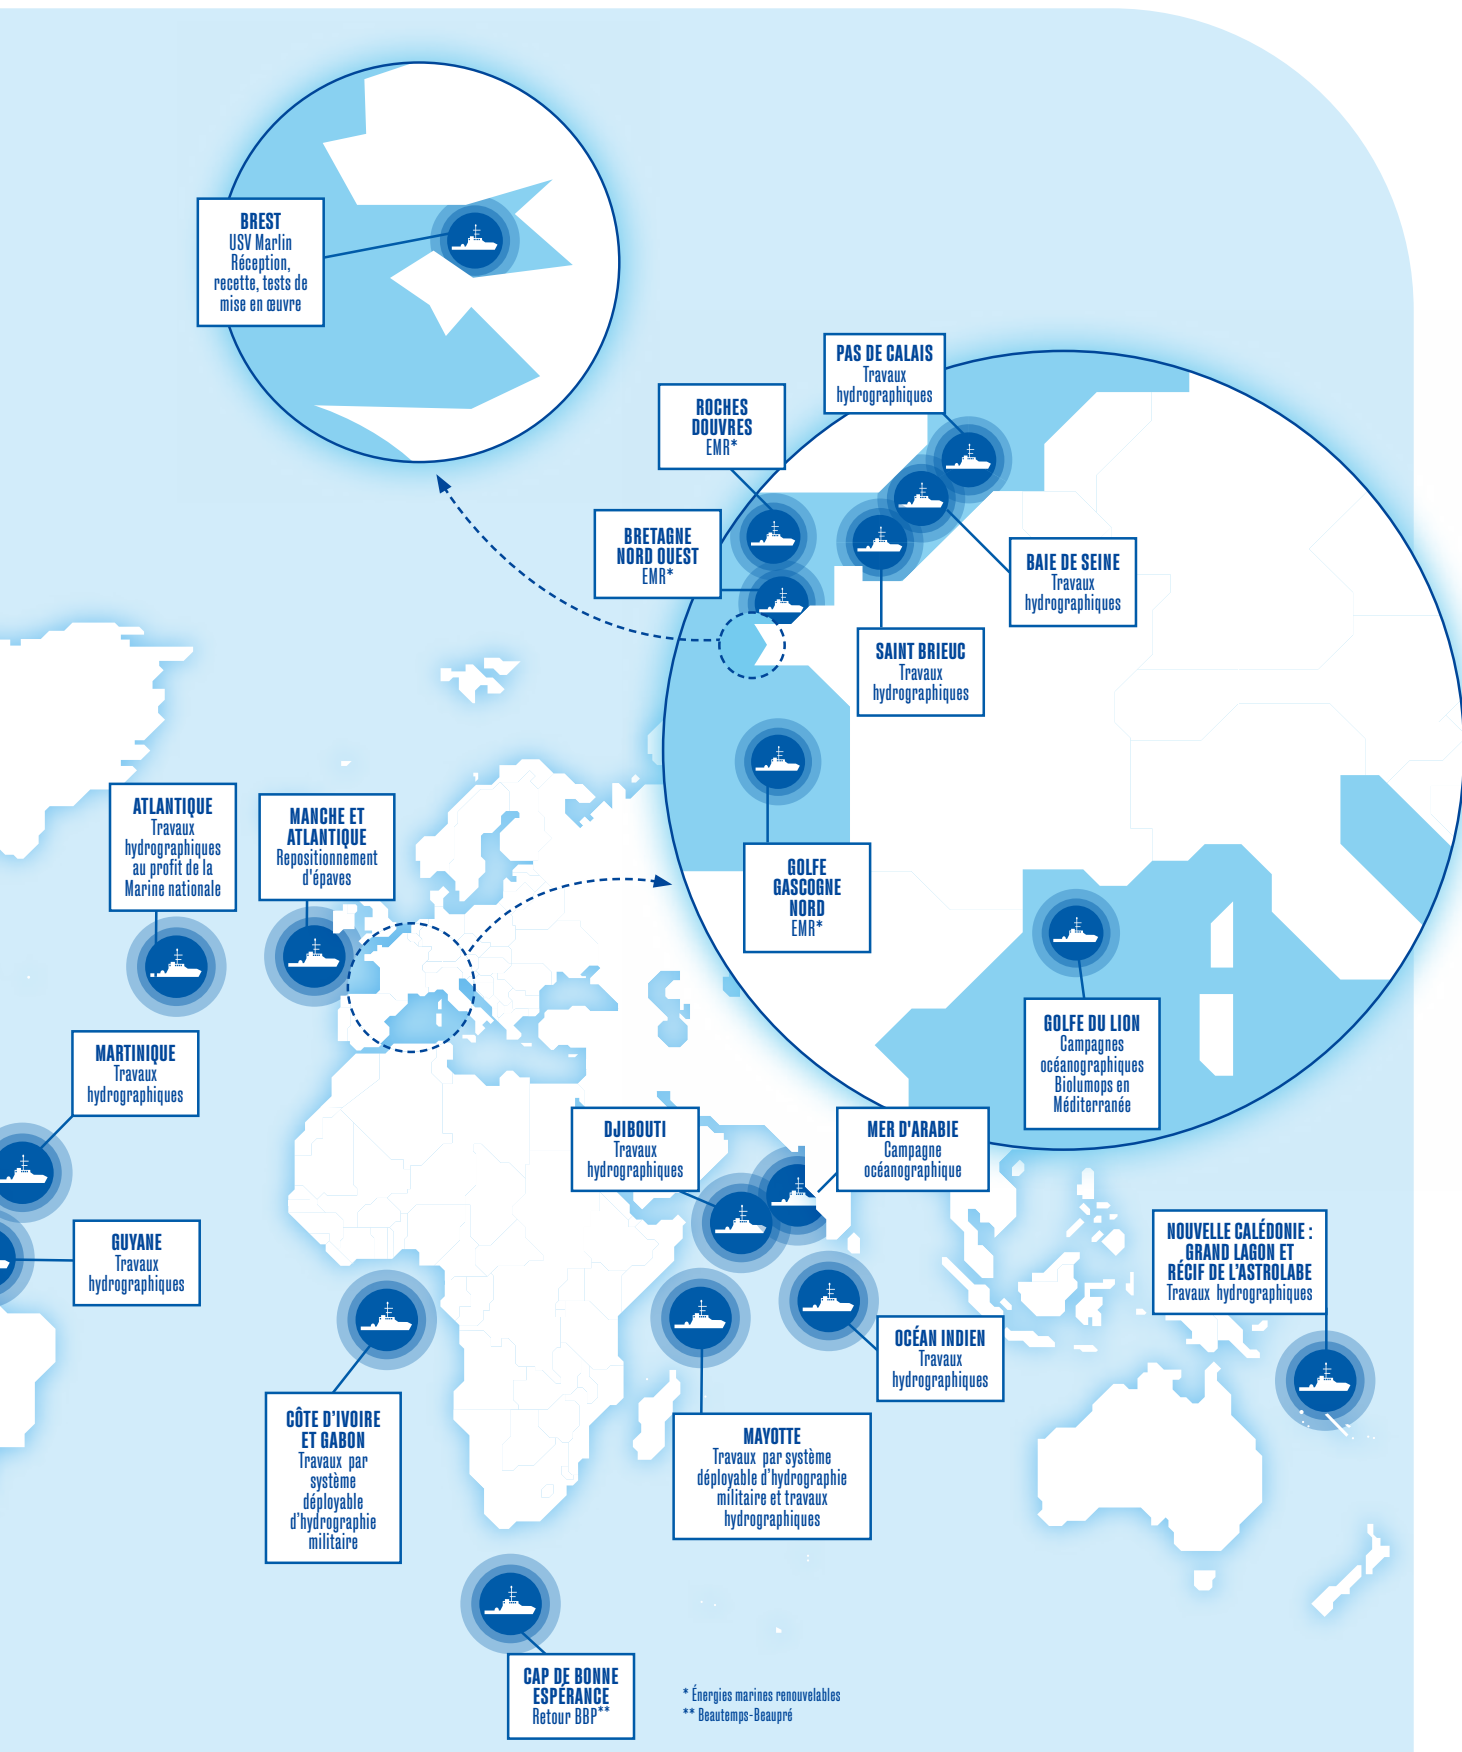 BREST
USV Marlin
Réception,
recette, tests de
mise en œuvre
PAS DE CALAIS
Travaux
hydrographiques
ROCHES
DOUVRES
EMR*
BRETAGNE
NORD OUEST
EMR*
BAIE DE SEINE
Travaux
hydrographiques
SAINT BRIEUC
Travaux
hydrographiques
ATLANTIQUE
Travaux
hydrographiques
au profit de la
Marine nationale
MANCHE ET
ATLANTIQUE
Repositionnement
d'épaves
GOLFE
GASCOGNE
NORD
EMR*
GOLFE DU LION
Campagnes
océanographiques
Biolumops en
Méditerranée
MARTINIQUE
Travaux
hydrographiques
DJIBOUTI
Travaux
hydrographiques
MER D'ARABIE
Campagne
océanographique
GUYANE
Travaux
hydrographiques
NOUVELLE CALÉDONIE :
GRAND LAGON ET
RÉCIF DE L'ASTROLABE
Travaux hydrographiques
OCÉAN INDIEN
Travaux
hydrographiques
CÔTE D'IVOIRE
ET GABON
Travaux par
système
déployable
d'hydrographie
militaire
MAYOTTE
Travaux par système
déployable d'hydrographie
militaire et travaux
hydrographiques
CAP DE BONNE
ESPÉRANCE
Retour BBP**
* Énergies marines renouvelables
** Beautemps-Beaupré